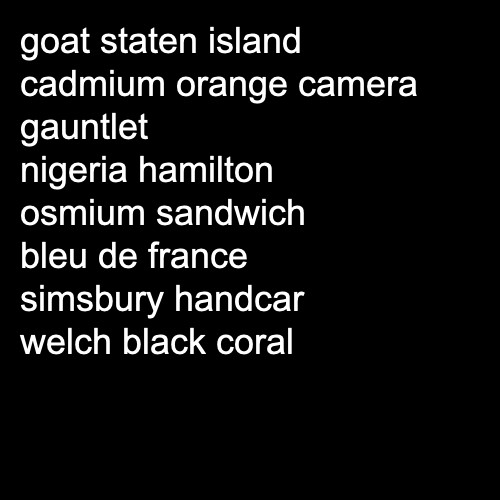 goat staten island
cadmium orange camera
gauntlet
nigeria hamilton
osmium sandwich
bleu de france
simsbury handcar
welch black coral